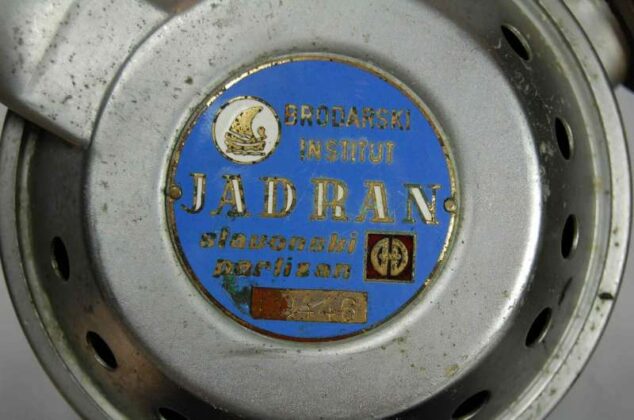 BRODARSKI
INSTITUT
JADRAN
slavonski
partizan